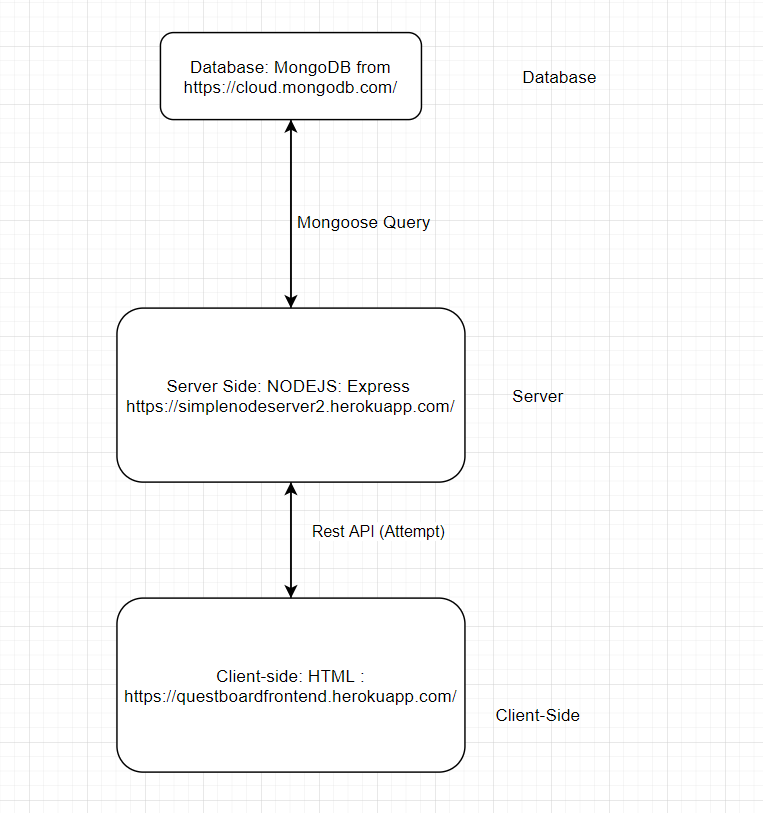 Database: MongoDB from
https://cloud.mongodb.com/
Database
Mongoose Query
Server Side: NODEJS: Express
https://simplenodeserver2.herokuapp.com/
Server
Rest API (Attempt)
Client-side: HTML :
https://questboardfrontend.herokuapp.com/
Client-Side